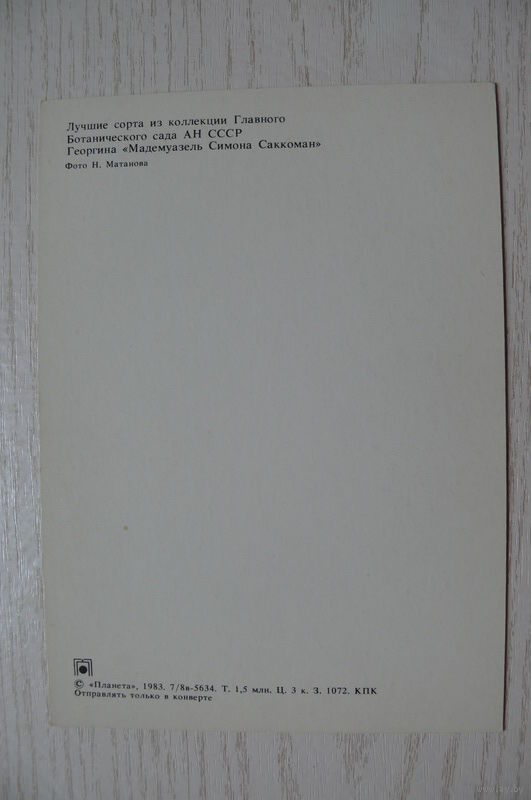 Лучшие сорта из коллекции Главного
Ботанического сада АН СССР
Георгина «Мадемуазель Симона Саккоман»
Фото Н. Матанова
© «Планета», 1983. 7/8в-5634. Т. 1,5 млн. Ц. 3 к. З. 1072. КПК
Отправлять только в конверте